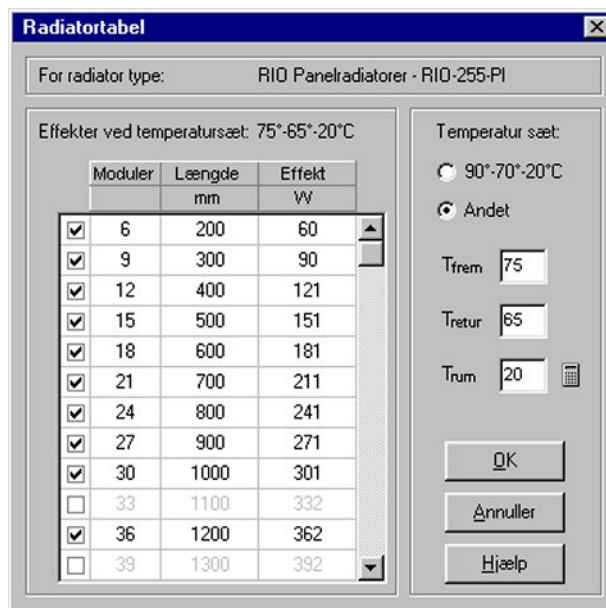 Radiatortabel
For radiator type: RIO Panelradiatorer - RIO-255-PI
Effekter ved temperatursæt: 75°-65°-20°C
Moduler Længde Effekt
mm W
6 200 60
9 300 90
12 400 121
15 500 151
18 600 181
21 700 211
24 800 241
27 900 271
30 1000 301
33 1100 332
36 1200 362
39 1300 392
Temperatur sæt:
90°-70°-20°C
Andet
Tfrem 75
Tretur 65
Trum 20
OK
Annuller
Hjælp